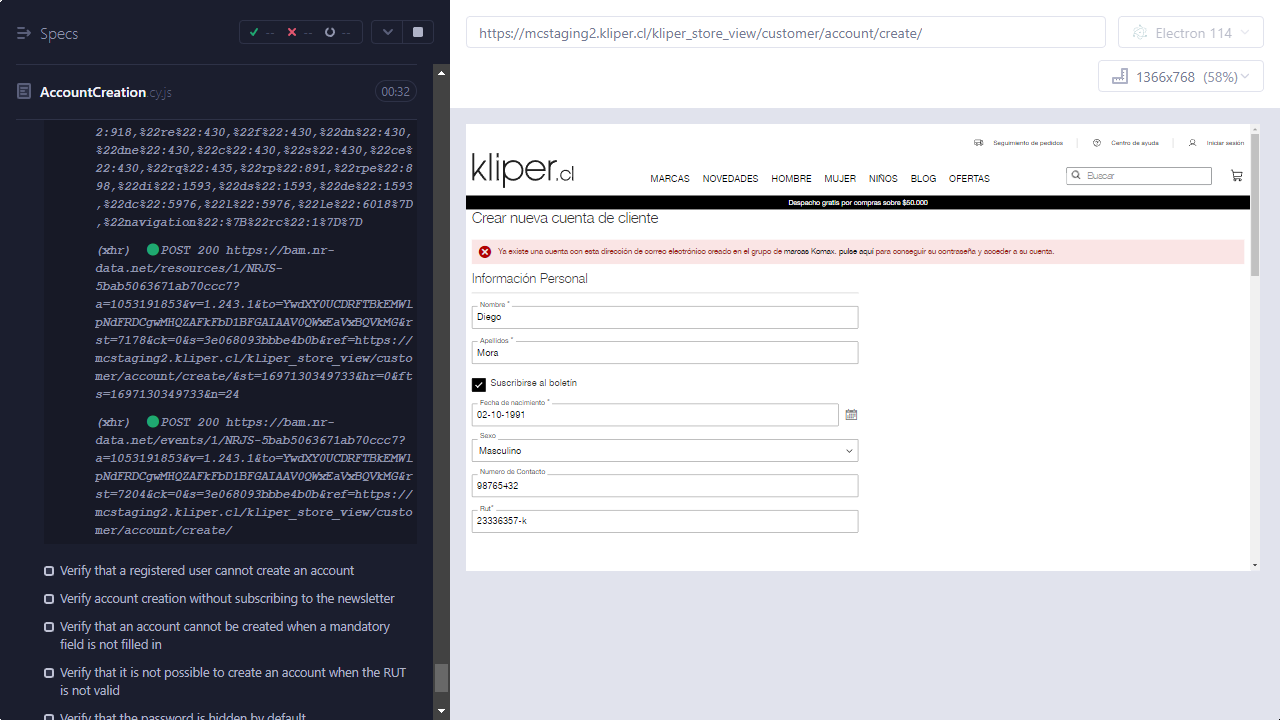 Specs
--
--
--
AccountCreation.cy.js
00:32
2:918,%22re%22:430,%22f%22:430,%22dn%22:430,
%22dne%22:430,%22c%22:430,%22s%22:430,%22ce%
22:430,%22rq%22:435,%22rp%22:891,%22rpe%22:8
98,%22di%22:1593,%22ds%22:1593,%22de%22:1593
,%22dc%22:5976,%22l%22:5976,%22le%22:6018%7D
,%22navigation%22:%7B%22rc%22:1%7D%7D
(xhr) POST 200 https://bam.nr-
data.net/resources/1/NRJS-
5bab5063671ab70ccc7?
a=1053191853&v=1.243.1&to=YwdXY0UCDRFTBkEMWl
pNdFRDCgwMHQZAFkFbD1BFGAlAAV0QWxEaVxBQVkMG&r
st=7178&ck=0&s=3e068093bbbe4b0b&ref=https://
mcstaging2.kliper.cl/kliper_store_view/custo
mer/account/create/&st=1697130349733&hr=0&ft
s=1697130349733&n=24
(xhr) POST 200 https://bam.nr-
data.net/events/1/NRJS-5bab5063671ab70ccc7?
a=1053191853&v=1.243.1&to=YwdXY0UCDRFTBkEMWl
pNdFRDCgwMHQZAFkFbD1BFGAlAAV0QWxEaVxBQVkMG&r
st=7204&ck=0&s=3e068093bbbe4b0b&ref=https://
mcstaging2.kliper.cl/kliper_store_view/custo
mer/account/create/
Verify that a registered user cannot create an account
Verify account creation without subscribing to the newsletter
Verify that an account cannot be created when a mandatory
field is not filled in
Verify that it is not possible to create an account when the RUT
is not valid
Verify that the password is hidden by default
https://mcstaging2.kliper.cl/kliper_store_view/customer/account/create/
Electron 114
1366x768 (58%)
Seguimiento de pedidos
Centro de ayuda
Iniciar sesión
kliper.cl
MARCAS NOVEDADES HOMBRE MUJER NIÑOS BLOG OFERTAS
Buscar
Despacho gratis por compras sobre $50.000
Crear nueva cuenta de cliente
Ya existe una cuenta con esta dirección de correo electrónico creado en el grupo de marcas Komax. pulse aquí para conseguir su contraseña y acceder a su cuenta.
Información Personal
Nombre *
Diego
Apellidos *
Mora
Suscribirse al boletín
Fecha de nacimiento *
02-10-1991
Sexo
Masculino
Numero de Contacto
98765432
Rut*
23336357-k